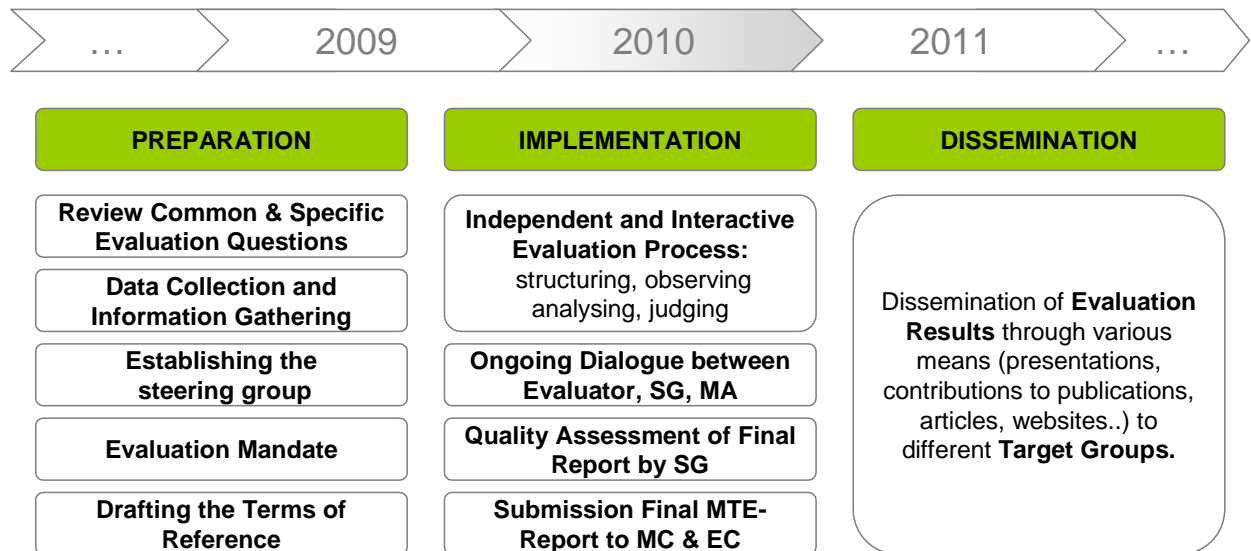 … 2009 2010 2011 …
PREPARATION
Review Common & Specific
Evaluation Questions
Data Collection and
Information Gathering
Establishing the
steering group
Evaluation Mandate
Drafting the Terms of
Reference
IMPLEMENTATION
Independent and Interactive
Evaluation Process:
structuring, observing
analysing, judging
Ongoing Dialogue between
Evaluator, SG, MA
Quality Assessment of Final
Report by SG
Submission Final MTE-
Report to MC & EC
DISSEMINATION
Dissemination of Evaluation
Results through various
means (presentations,
contributions to publications,
articles, websites..) to
different Target Groups.